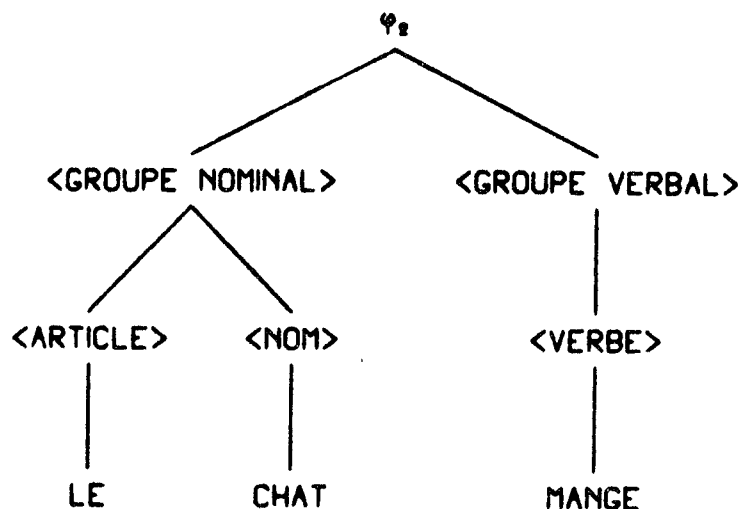 φ₂
<GROUPE NOMINAL> <GROUPE VERBAL>
<ARTICLE> <NOM> <VERBE>
LE CHAT MANGE